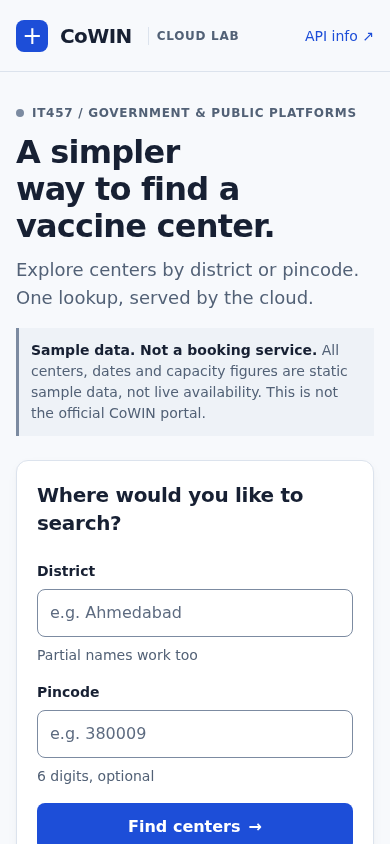 CoWIN CLOUD LAB API info ↗
IT457 / GOVERNMENT & PUBLIC PLATFORMS
A simpler
way to find a
vaccine center.
Explore centers by district or pincode.
One lookup, served by the cloud.
Sample data. Not a booking service. All
centers, dates and capacity figures are static
sample data, not live availability. This is not
the official CoWIN portal.
Where would you like to
search?
District
e.g. Ahmedabad
Partial names work too
Pincode
e.g. 380009
6 digits, optional
Find centers →